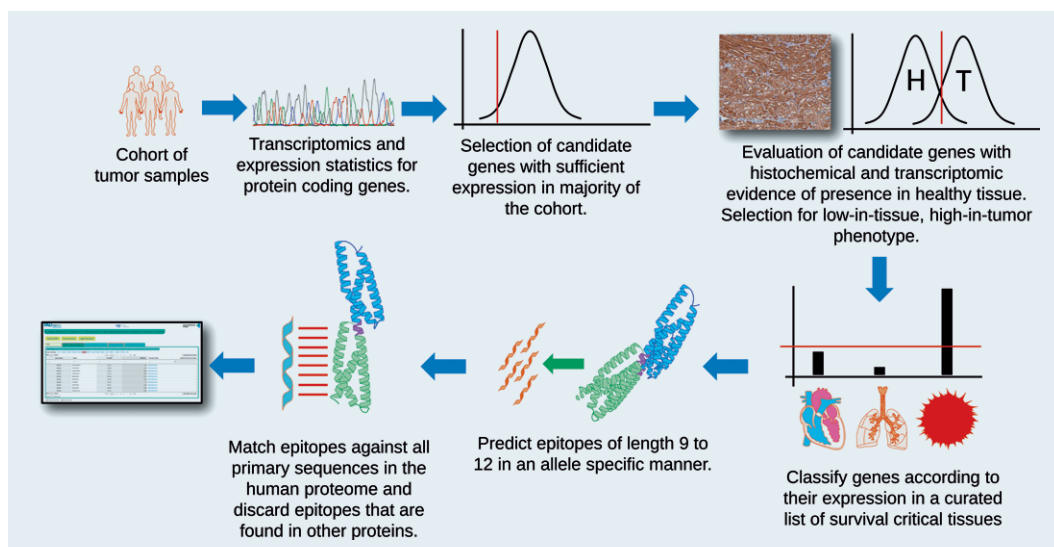 Cohort of
tumor samples
Transcriptomics and
expression statistics for
protein coding genes.
Selection of candidate
genes with sufficient
expression in majority of
the cohort.
H T
Evaluation of candidate genes with
histochemical and transcriptomic
evidence of presence in healthy tissue.
Selection for low-in-tissue, high-in-tumor
phenotype.
Classify genes according to
their expression in a curated
list of survival critical tissues
Predict epitopes of length 9 to
12 in an allele specific manner.
Match epitopes against all
primary sequences in the
human proteome and
discard epitopes that are
found in other proteins.